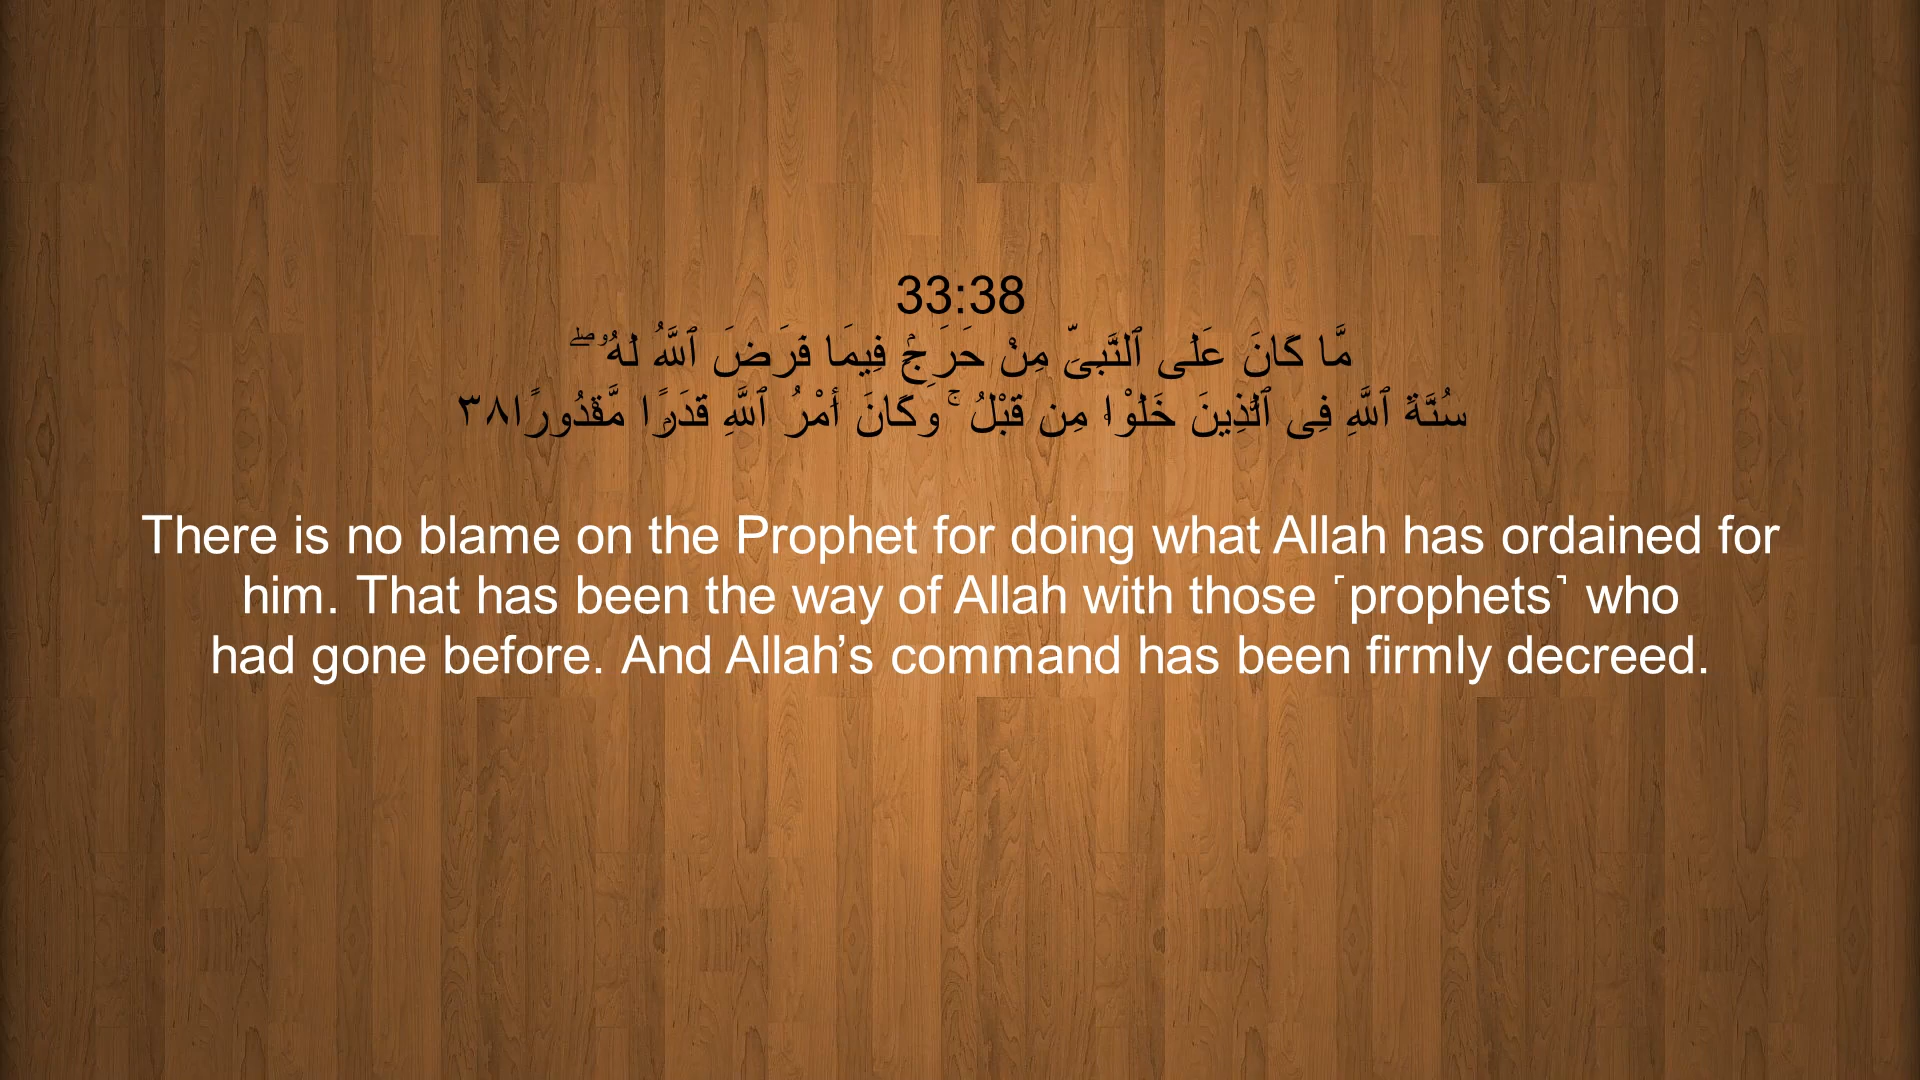 33:38
مَّا كَانَ عَلَى ٱلنَّبِىِّ مِنْ حَرَجٍۢ فِيمَا فَرَضَ ٱللَّهُ لَهُۥ ۖ
سُنَّةَ ٱللَّهِ فِى ٱلَّذِينَ خَلَوْا۟ مِن قَبْلُ ۚ وَكَانَ أَمْرُ ٱللَّهِ قَدَرًۭا مَّقْدُورًا٣٨
There is no blame on the Prophet for doing what Allah has ordained for
him. That has been the way of Allah with those ˹prophets˺ who
had gone before. And Allah’s command has been firmly decreed.